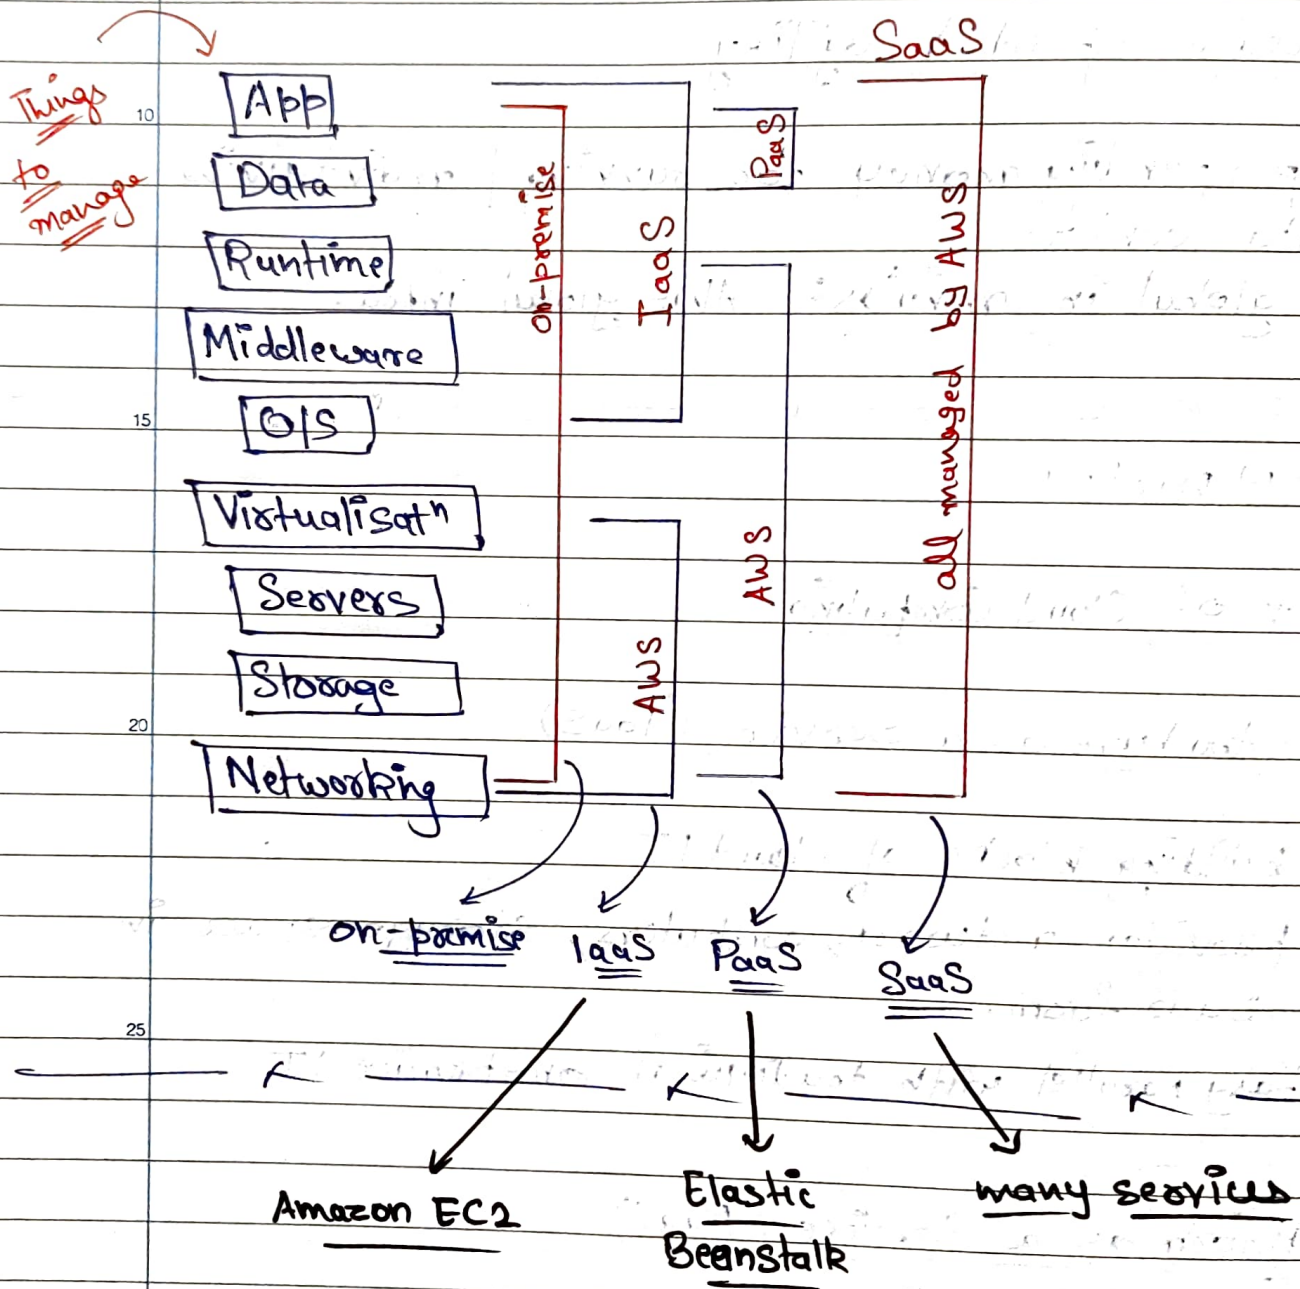 SaaS
Things
to
manage
10
App
Data
Runtime
Middleware
15
O/S
Virtualisatⁿ
Servers
Storage
20
Networking
on-premise
IaaS
AWS
PaaS
AWS
all managed by AWS
on-premise
IaaS
PaaS
SaaS
25
Amazon EC2
Elastic
Beanstalk
many services